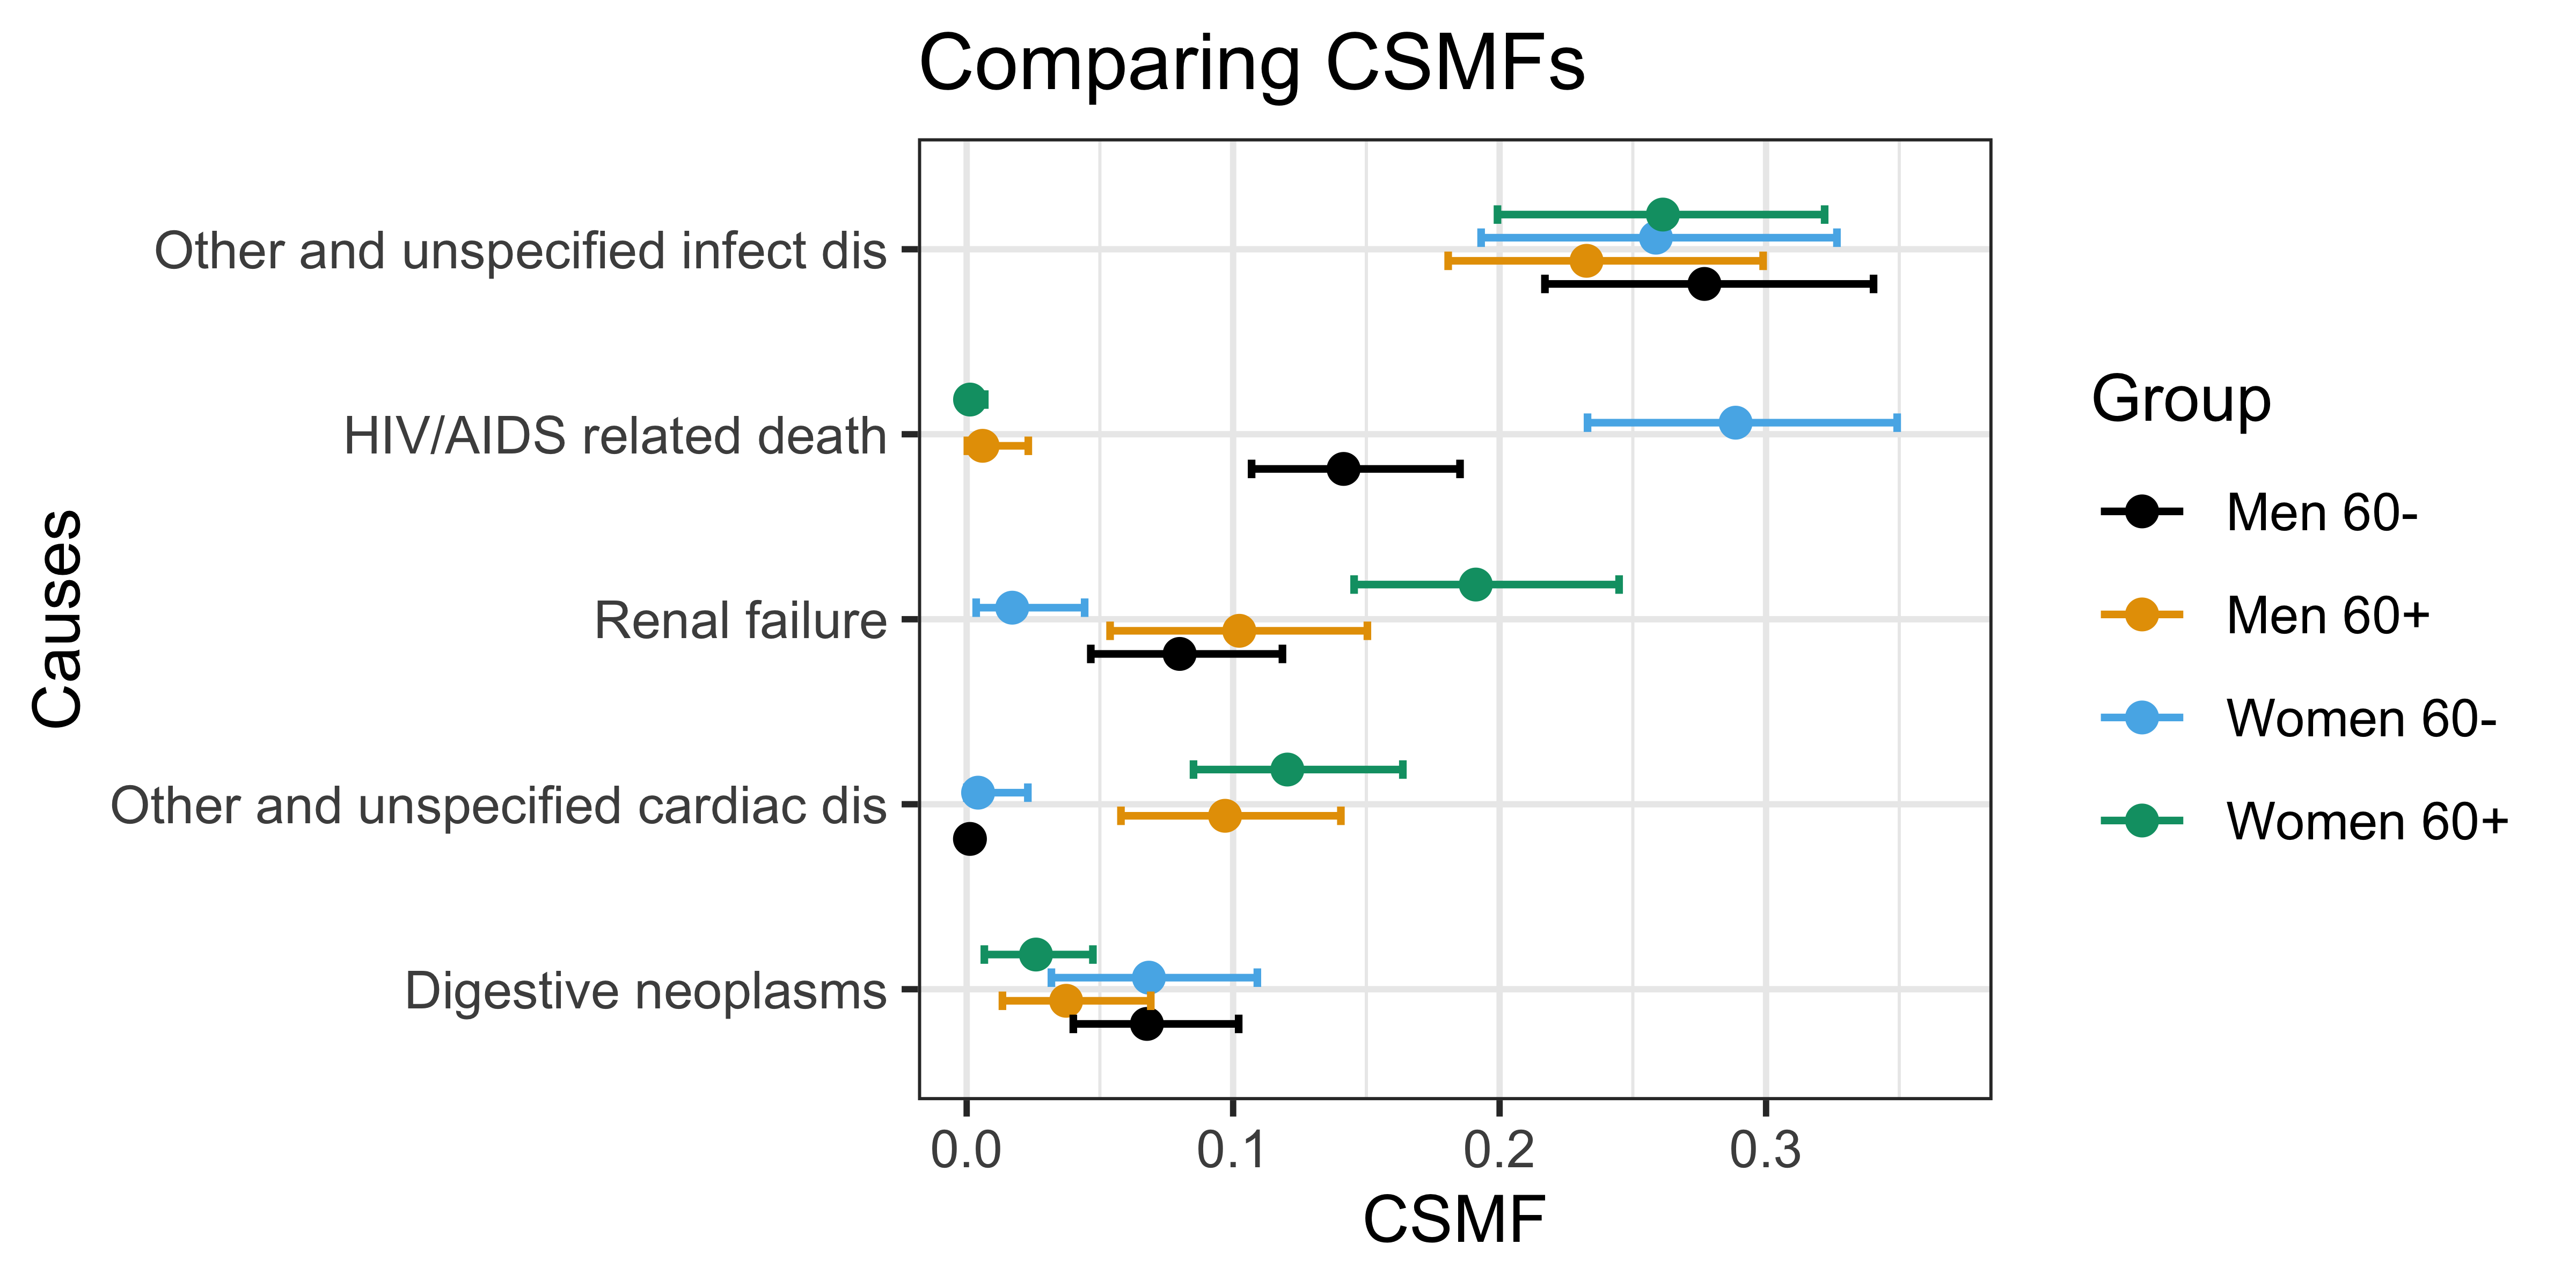 Comparing CSMFs
Other and unspecified infect dis
HIV/AIDS related death
Renal failure
Other and unspecified cardiac dis
Digestive neoplasms
Causes
0.0 0.1 0.2 0.3
CSMF
Group
Men 60-
Men 60+
Women 60-
Women 60+